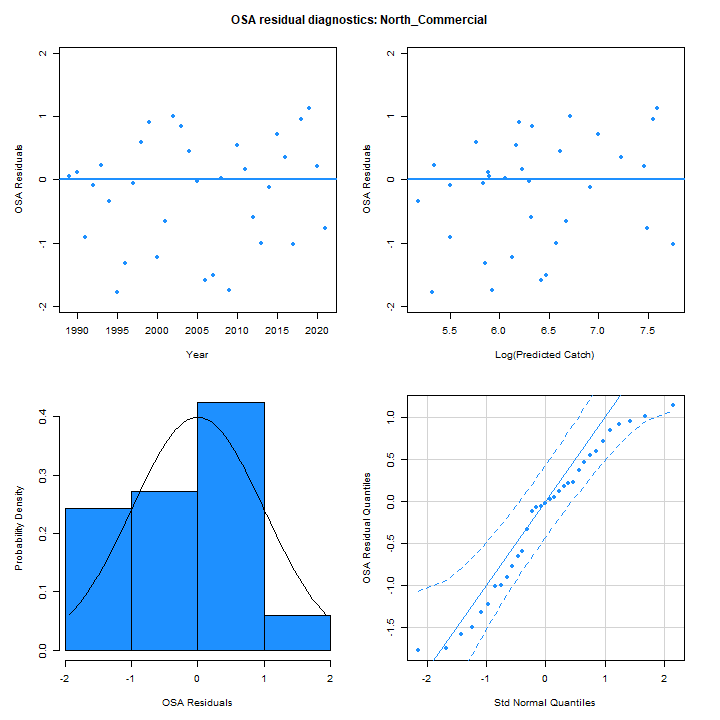 OSA residual diagnostics: North_Commercial
OSA Residuals
2
1
0
-1
-2
1990 1995 2000 2005 2010 2015 2020
Year
OSA Residuals
2
1
0
-1
-2
5.5 6.0 6.5 7.0 7.5
Log(Predicted Catch)
Probability Density
0.4
0.3
0.2
0.1
0.0
-2 -1 0 1 2
OSA Residuals
OSA Residual Quantiles
1.0
0.5
0.0
-0.5
-1.0
-1.5
-2 -1 0 1 2
Std Normal Quantiles